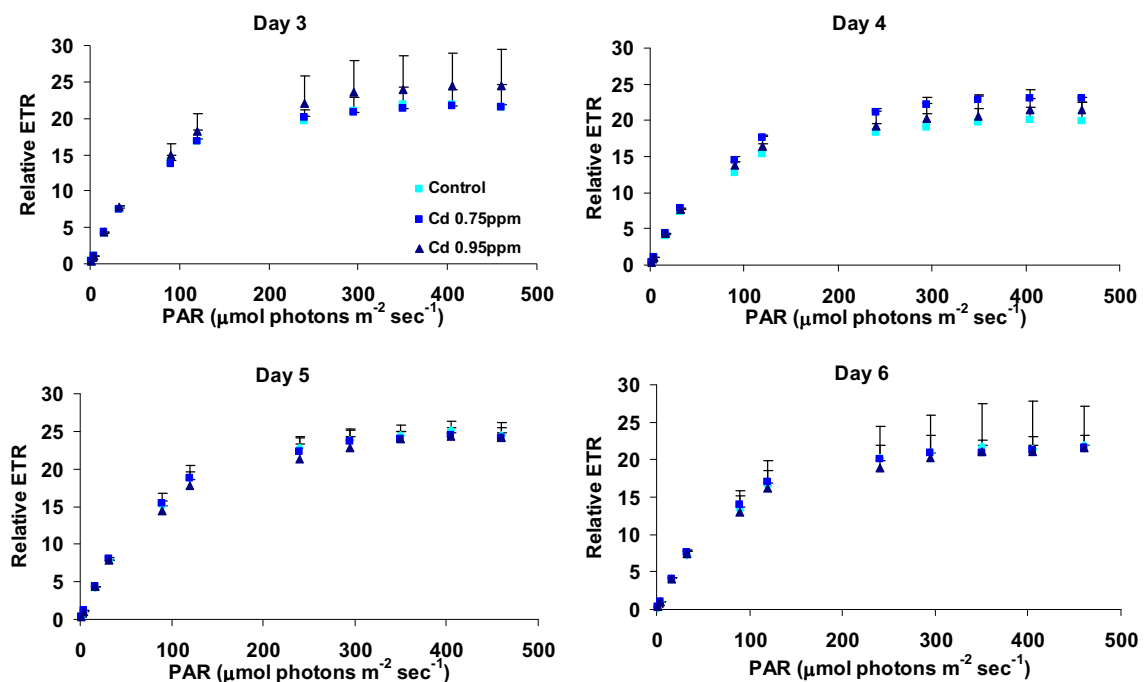 Day 3
30
25
20
15
10
5
0
Relative ETR
Control
Cd 0.75ppm
Cd 0.95ppm
0 100 200 300 400 500
PAR (μmol photons m⁻² sec⁻¹)
Day 4
30
25
20
15
10
5
0
Relative ETR
0 100 200 300 400 500
PAR (μmol photons m⁻² sec⁻¹)
Day 5
30
25
20
15
10
5
0
Relative ETR
0 100 200 300 400 500
PAR (μmol photons m⁻² sec⁻¹)
Day 6
30
25
20
15
10
5
0
Relative ETR
0 100 200 300 400 500
PAR (μmol photons m⁻² sec⁻¹)